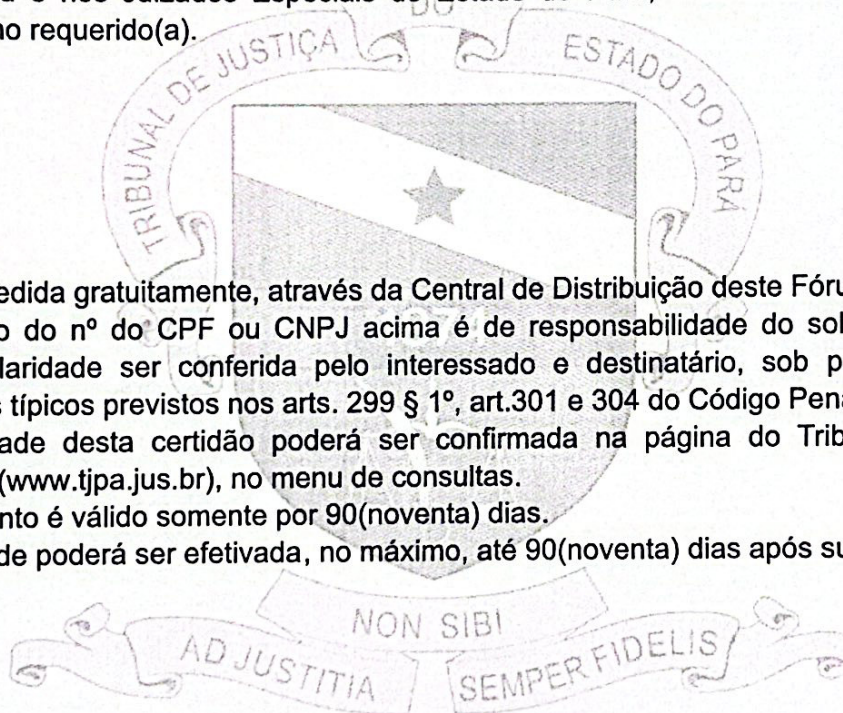 no requerido(a).
DO
TRIBUNAL DE JUSTIÇA
ESTADO DO PARÁ
edida gratuitamente, através da Central de Distribuição deste Fóru
o do nº do CPF ou CNPJ acima é de responsabilidade do sol
laridade ser conferida pelo interessado e destinatário, sob p
s típicos previstos nos arts. 299 § 1º, art.301 e 304 do Código Pena
ade desta certidão poderá ser confirmada na página do Trib
(www.tjpa.jus.br), no menu de consultas.
nto é válido somente por 90(noventa) dias.
de poderá ser efetivada, no máximo, até 90(noventa) dias após su
NON SIBI
AD JUSTITIA
SEMPER FIDELIS